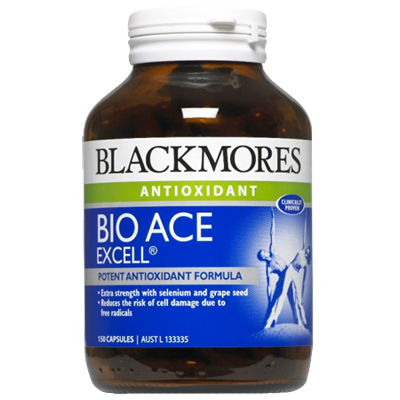 BLACKMORES
ANTIOXIDANT
CLINICALLY
PROVEN
BIO ACE
EXCELL®
POTENT ANTIOXIDANT FORMULA
• Extra strength with selenium and grape seed
• Reduces the risk of cell damage due to
free radicals
150 CAPSULES | AUST L 133335